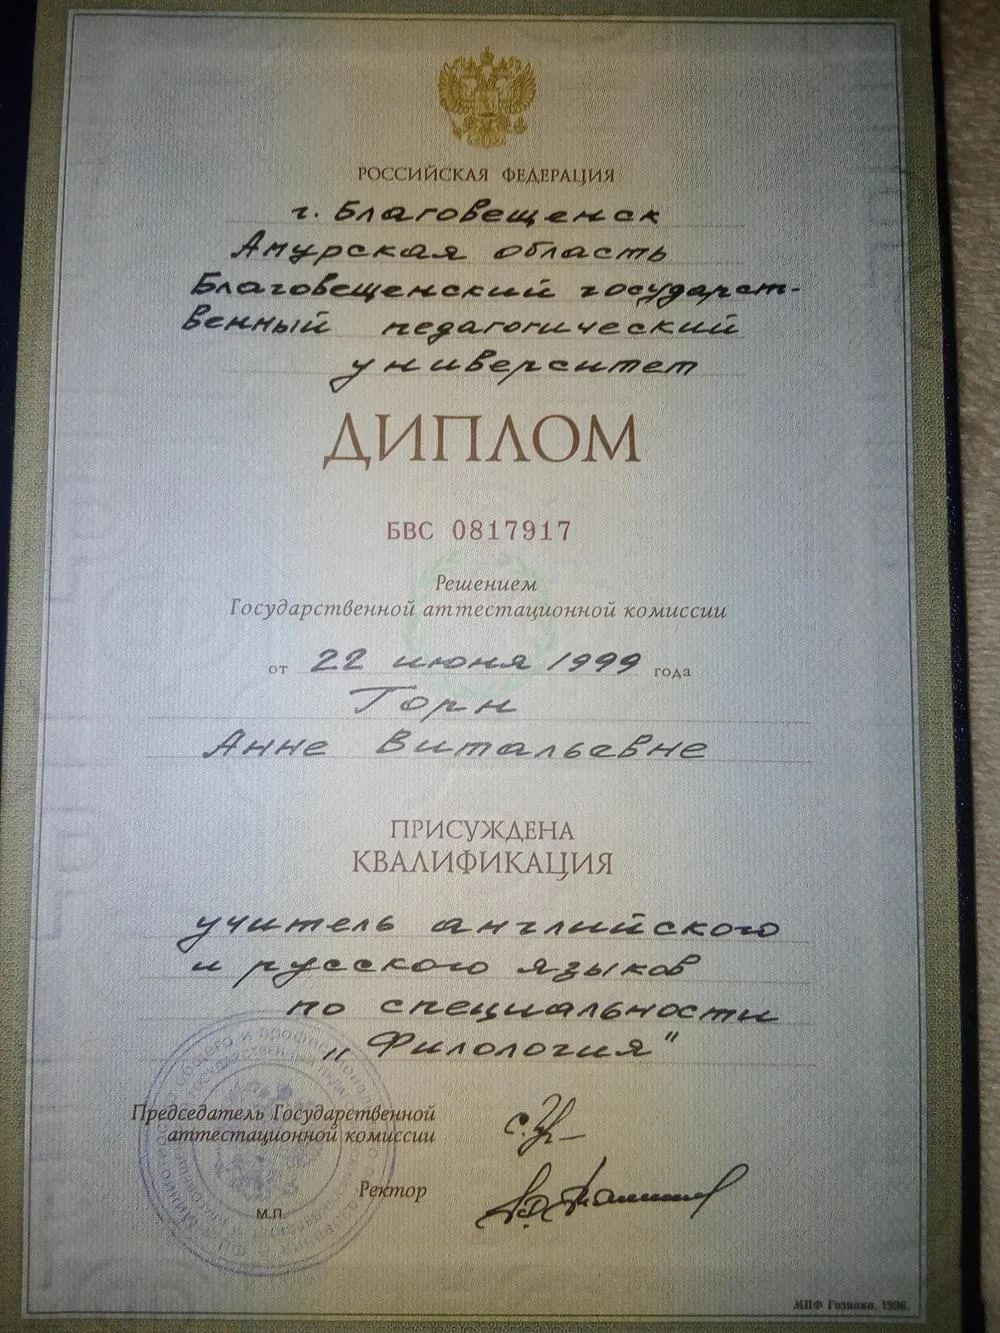 РОССИЙСКАЯ ФЕДЕРАЦИЯ
г. Благовещенск
Амурская область
Благовещенский государст-
венный педагогический
университет
ДИПЛОМ
БВС 0817917
Решением
Государственной аттестационной комиссии
от 22 июня 1999 года
Горн
Анне Витальевне
ПРИСУЖДЕНА
КВАЛИФИКАЦИЯ
учитель английского
и русского языков
по специальности
„Филология"
Председатель Государственной
аттестационной комиссии
Ректор
М.П.
МПФ Гознака. 1996.